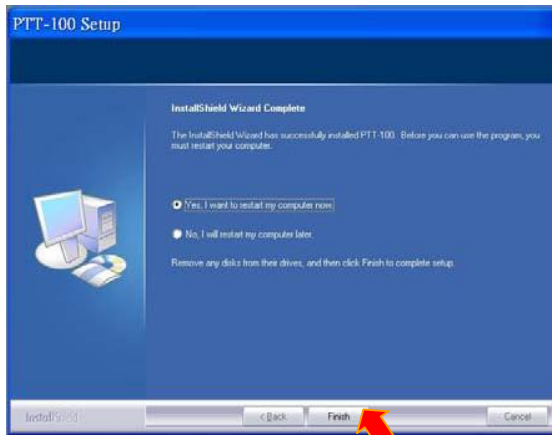 PTT-100 Setup
InstallShield Wizard Complete
The InstallShield Wizard has successfully installed PTT-100. Before you can use the program, you
must restart your computer.
Yes, I want to restart my computer now.
No, I will restart my computer later.
Remove any disks from their drives, and then click Finish to complete setup.
InstallShield
< Back
Finish
Cancel